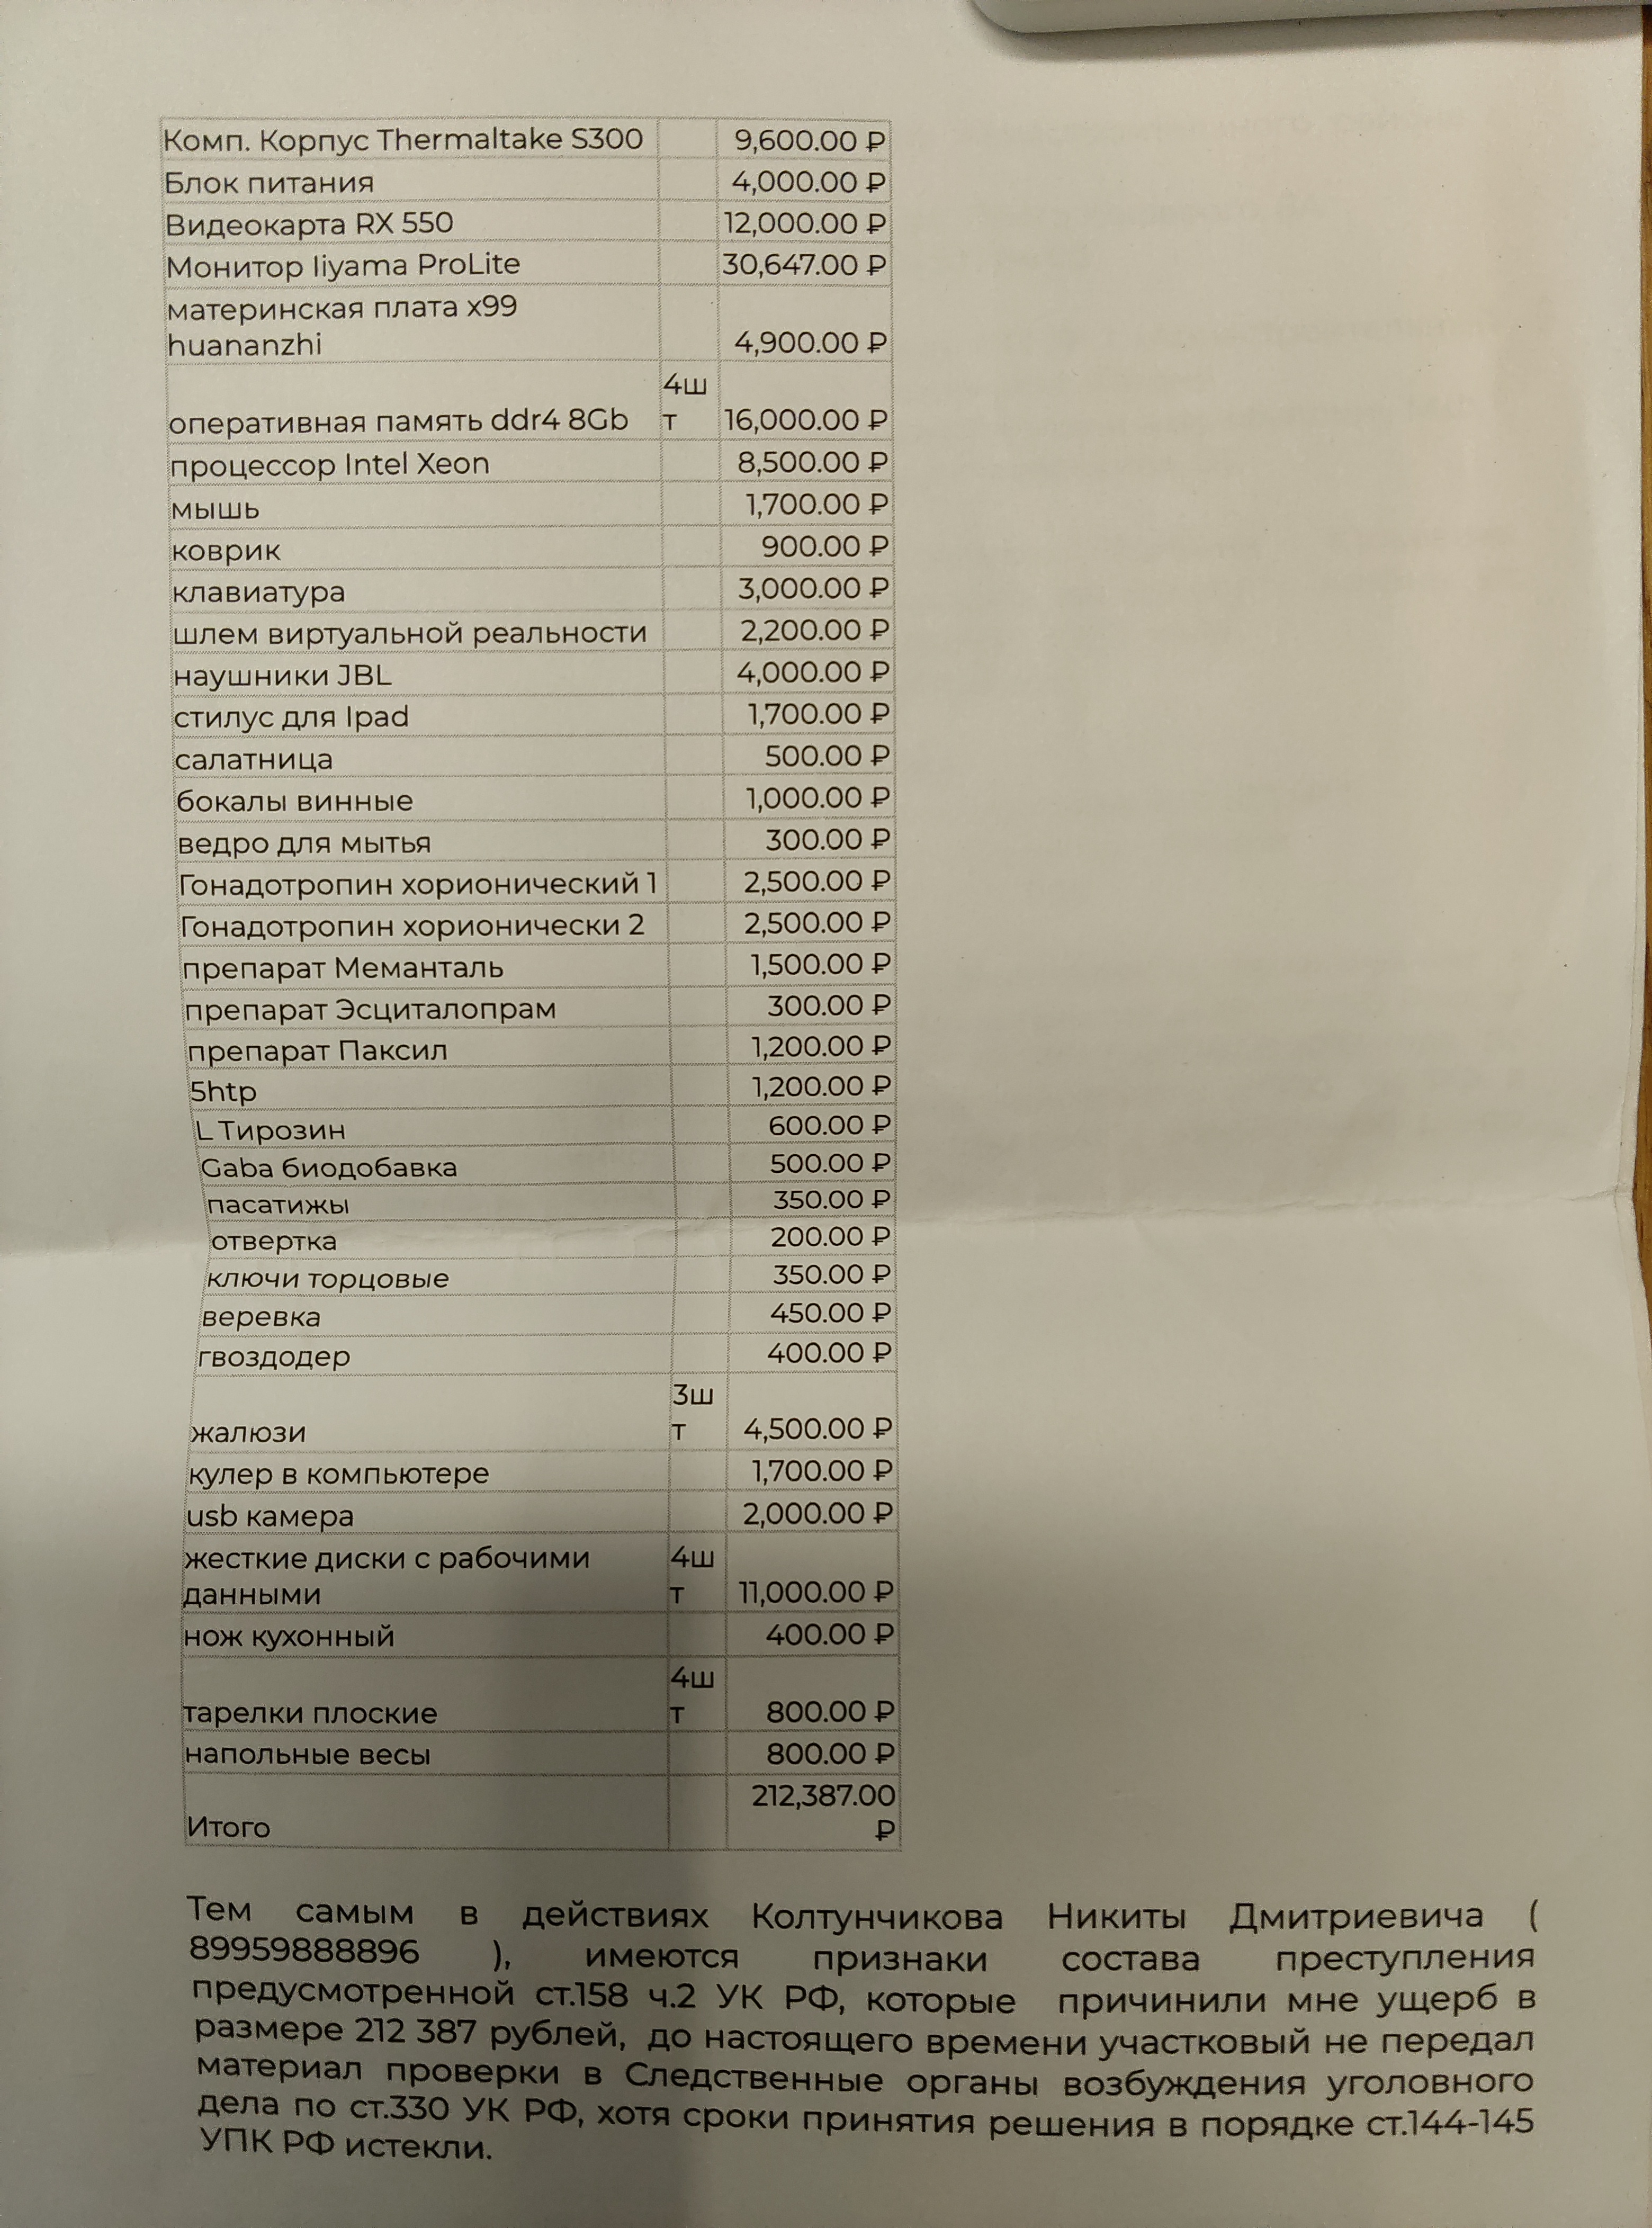 Комп. Корпус Thermaltake S300 9,600.00 ₽
Блок питания 4,000.00 ₽
Видеокарта RX 550 12,000.00 ₽
Монитор Iiyama ProLite 30,647.00 ₽
материнская плата x99
huananzhi 4,900.00 ₽
4ш
оперативная память ddr4 8Gb т 16,000.00 ₽
процессор Intel Xeon 8,500.00 ₽
мышь 1,700.00 ₽
коврик 900.00 ₽
клавиатура 3,000.00 ₽
шлем виртуальной реальности 2,200.00 ₽
наушники JBL 4,000.00 ₽
стилус для Ipad 1,700.00 ₽
салатница 500.00 ₽
бокалы винные 1,000.00 ₽
ведро для мытья 300.00 ₽
Гонадотропин хорионический 1 2,500.00 ₽
Гонадотропин хорионически 2 2,500.00 ₽
препарат Меманталь 1,500.00 ₽
препарат Эсциталопрам 300.00 ₽
препарат Паксил 1,200.00 ₽
5htp 1,200.00 ₽
L Тирозин 600.00 ₽
Gaba биодобавка 500.00 ₽
пасатижы 350.00 ₽
отвертка 200.00 ₽
ключи торцовые 350.00 ₽
веревка 450.00 ₽
гвоздодер 400.00 ₽
3ш
жалюзи т 4,500.00 ₽
кулер в компьютере 1,700.00 ₽
usb камера 2,000.00 ₽
жесткие диски с рабочими 4ш
данными т 11,000.00 ₽
нож кухонный 400.00 ₽
4ш
тарелки плоские т 800.00 ₽
напольные весы 800.00 ₽
212,387.00
Итого ₽
Тем самым в действиях Колтунчикова Никиты Дмитриевича (
89959888896 ), имеются признаки состава преступления
предусмотренной ст.158 ч.2 УК РФ, которые причинили мне ущерб в
размере 212 387 рублей, до настоящего времени участковый не передал
материал проверки в Следственные органы возбуждения уголовного
дела по ст.330 УК РФ, хотя сроки принятия решения в порядке ст.144-145
УПК РФ истекли.